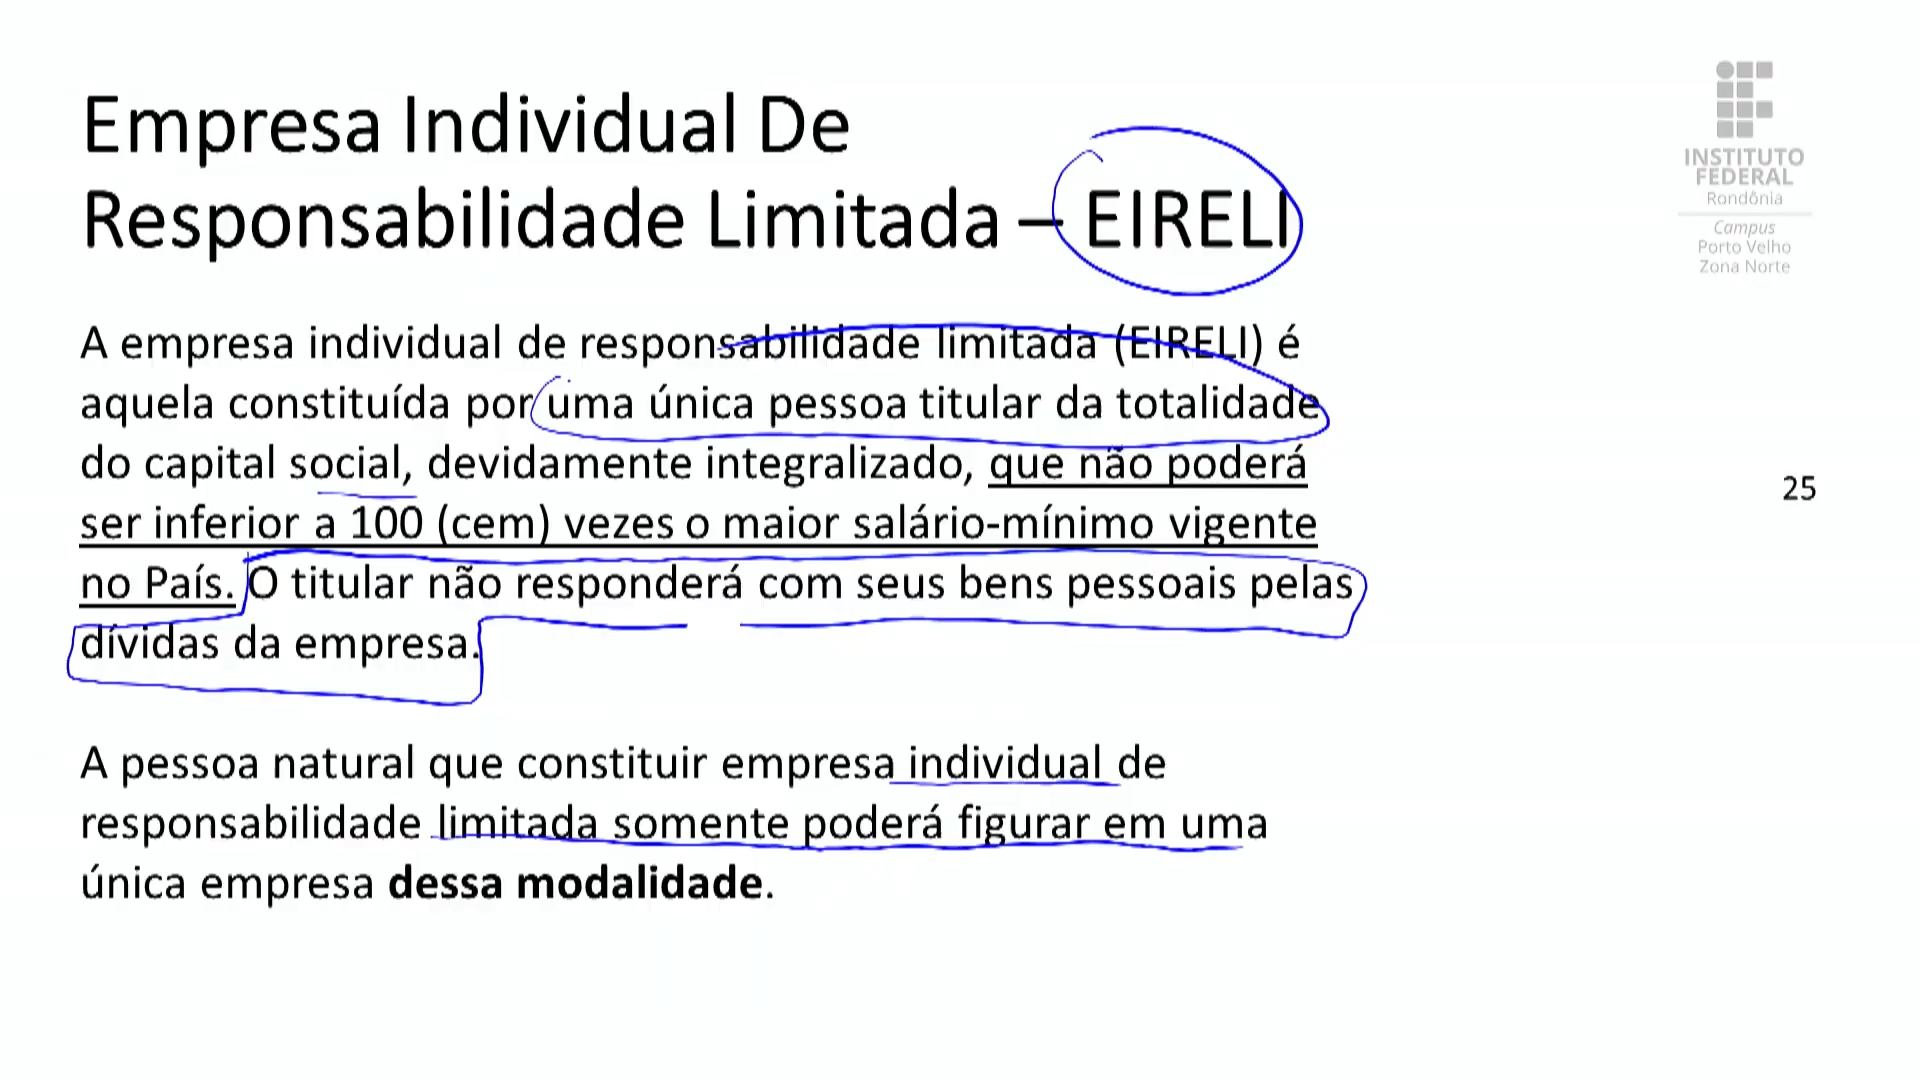 Empresa Individual De
Responsabilidade Limitada – EIRELI
A empresa individual de responsabilidade limitada (EIRELI) é
aquela constituída por uma única pessoa titular da totalidade
do capital social, devidamente integralizado, que não poderá
ser inferior a 100 (cem) vezes o maior salário-mínimo vigente
no País. O titular não responderá com seus bens pessoais pelas
dívidas da empresa.
A pessoa natural que constituir empresa individual de
responsabilidade limitada somente poderá figurar em uma
única empresa dessa modalidade.
INSTITUTO
FEDERAL
Rondônia
Campus
Porto Velho
Zona Norte
25